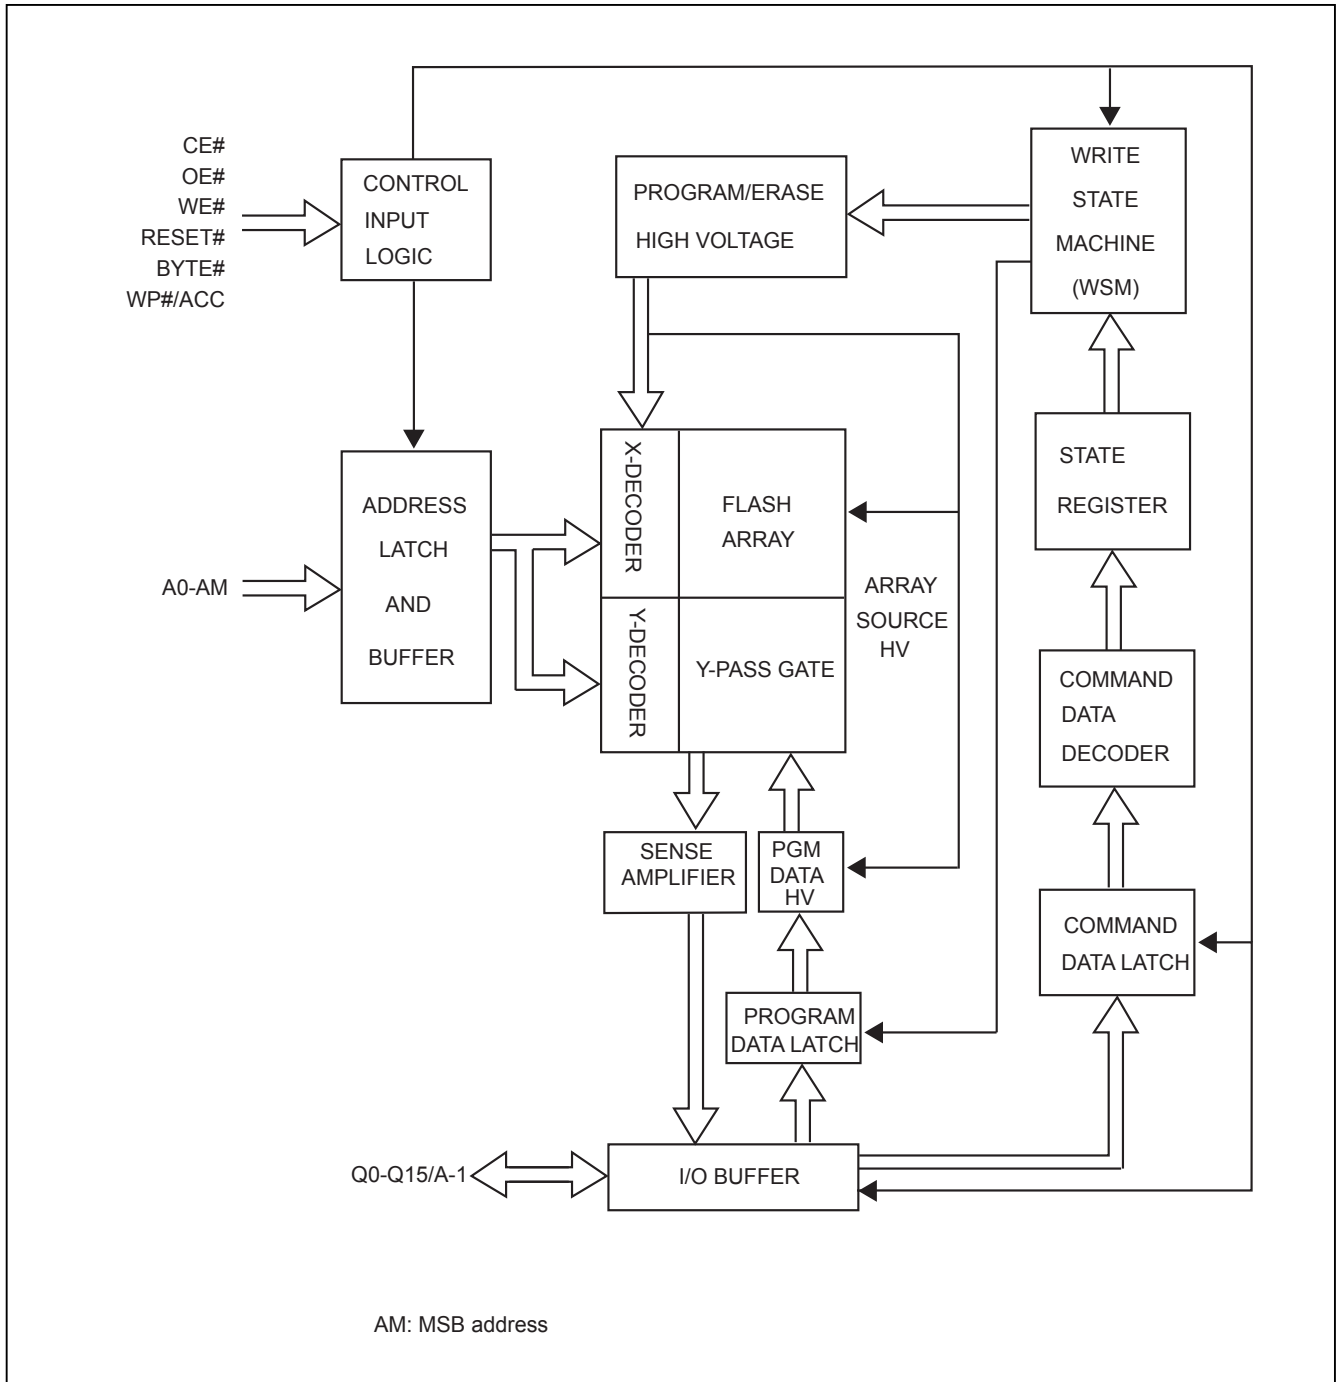 CE#
OE#
WE#
RESET#
BYTE#
WP#/ACC
CONTROL
INPUT
LOGIC
PROGRAM/ERASE
HIGH VOLTAGE
WRITE
STATE
MACHINE
(WSM)
STATE
REGISTER
ADDRESS
LATCH
AND
BUFFER
A0-AM
X-DECODER
FLASH
ARRAY
Y-DECODER
Y-PASS GATE
ARRAY
SOURCE
HV
COMMAND
DATA
DECODER
SENSE
AMPLIFIER
PGM
DATA
HV
COMMAND
DATA LATCH
PROGRAM
DATA LATCH
Q0-Q15/A-1
I/O BUFFER
AM: MSB address